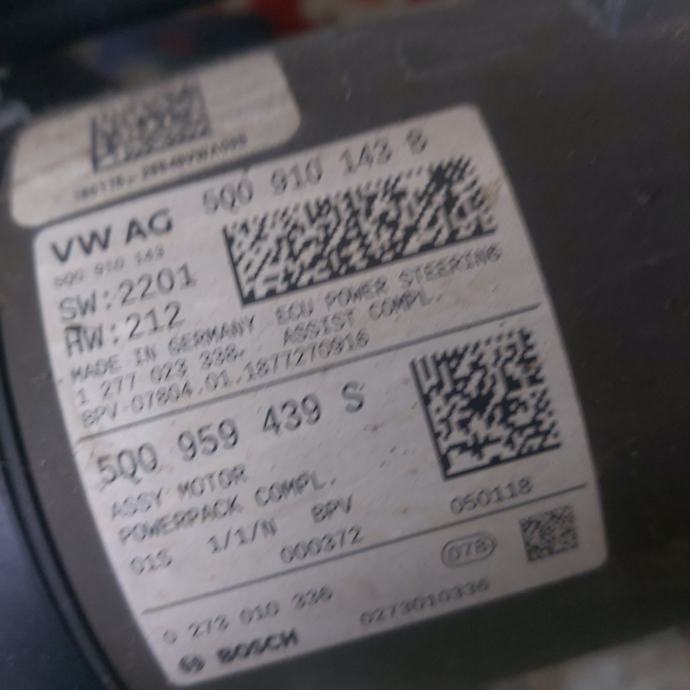 VW AG 5Q0 910 143 B
5Q0 910 143
SW:2201
HW:212
MADE IN GERMANY ECU POWER STEERING
1 277 023 338. ASSIST COMPL.
BPV-07804.01.1877270916
5Q0 959 439 S
ASSY MOTOR
POWERPACK COMPL.
01S 1/1/N BPV
000372 050118
078
0 273 010 336 0273010336
BOSCH